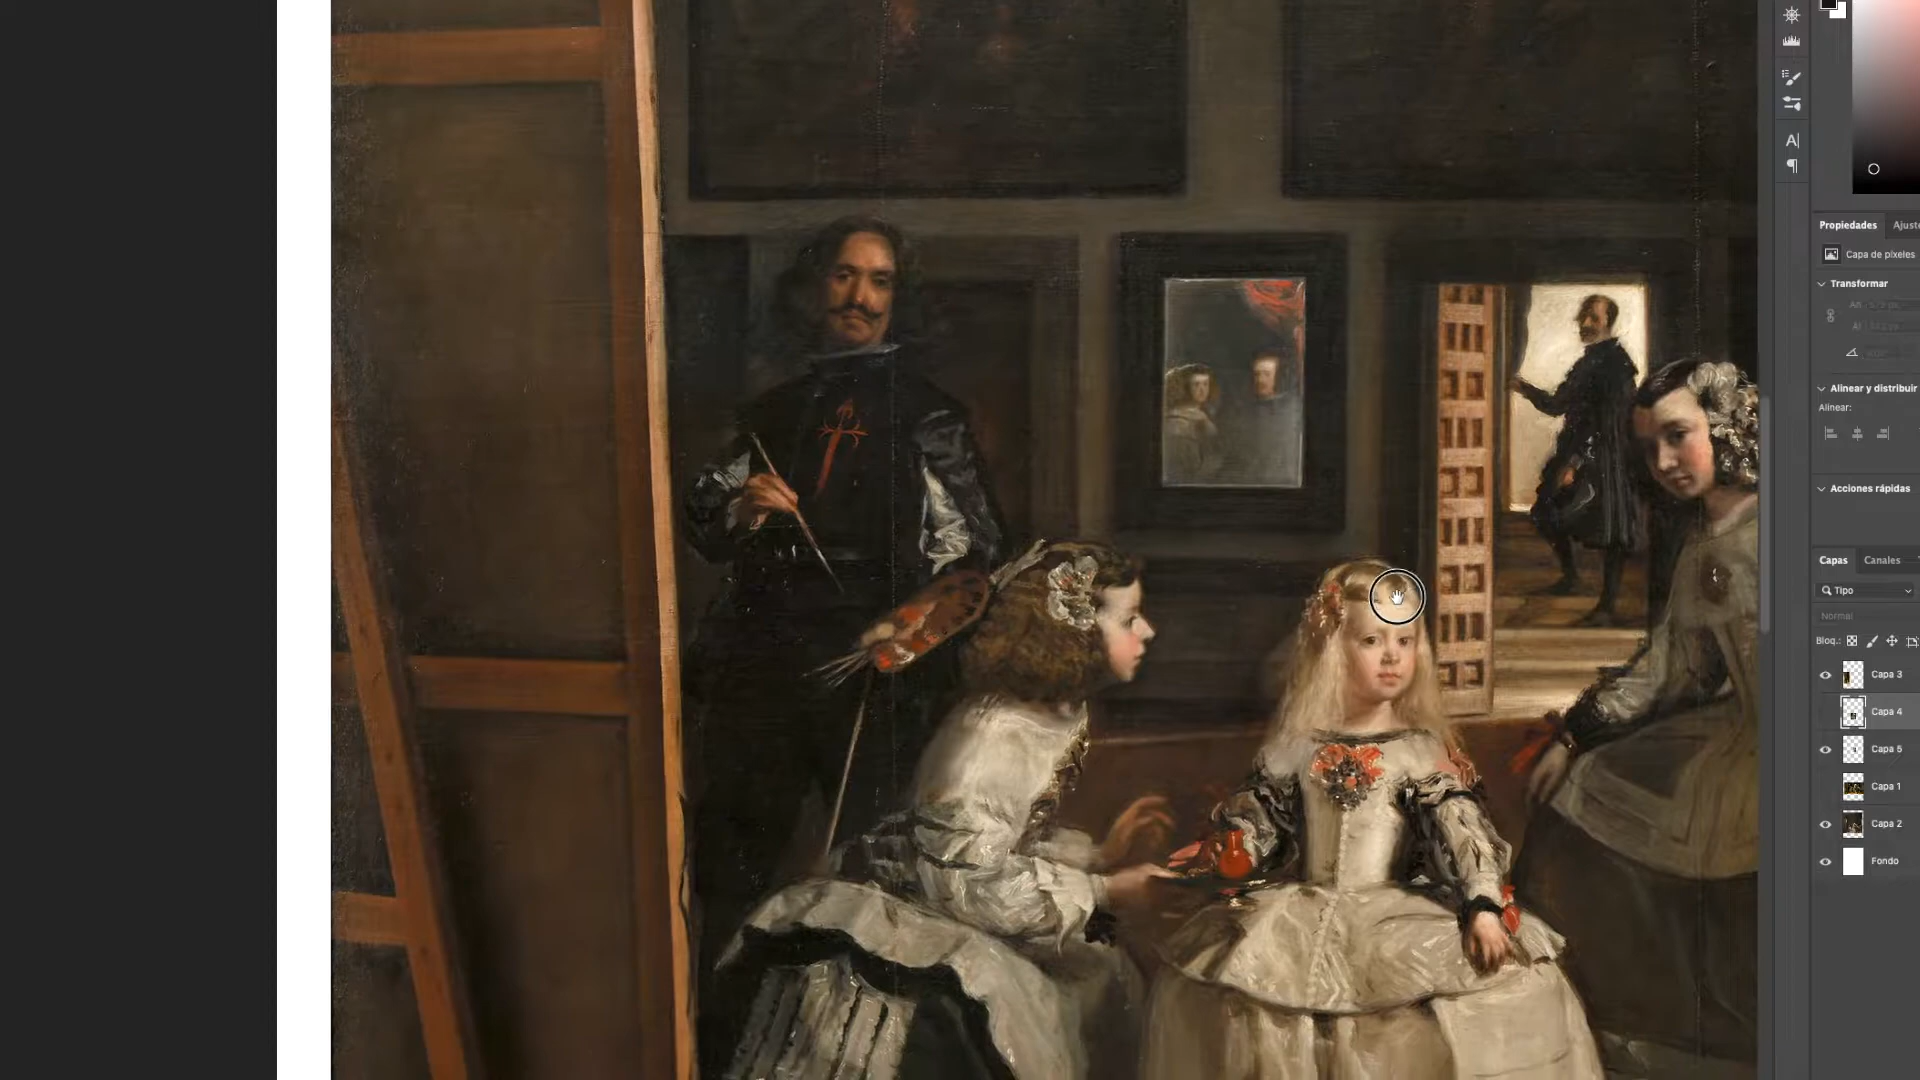 A|
¶
Propiedades Ajuste
Capa de píxeles
Transformar
Alinear y distribuir
Alinear:
Acciones rápidas
Capas Canales
Tipo
Normal
Bloq.:
Capa 3
Capa 4
Capa 5
Capa 1
Capa 2
Fondo